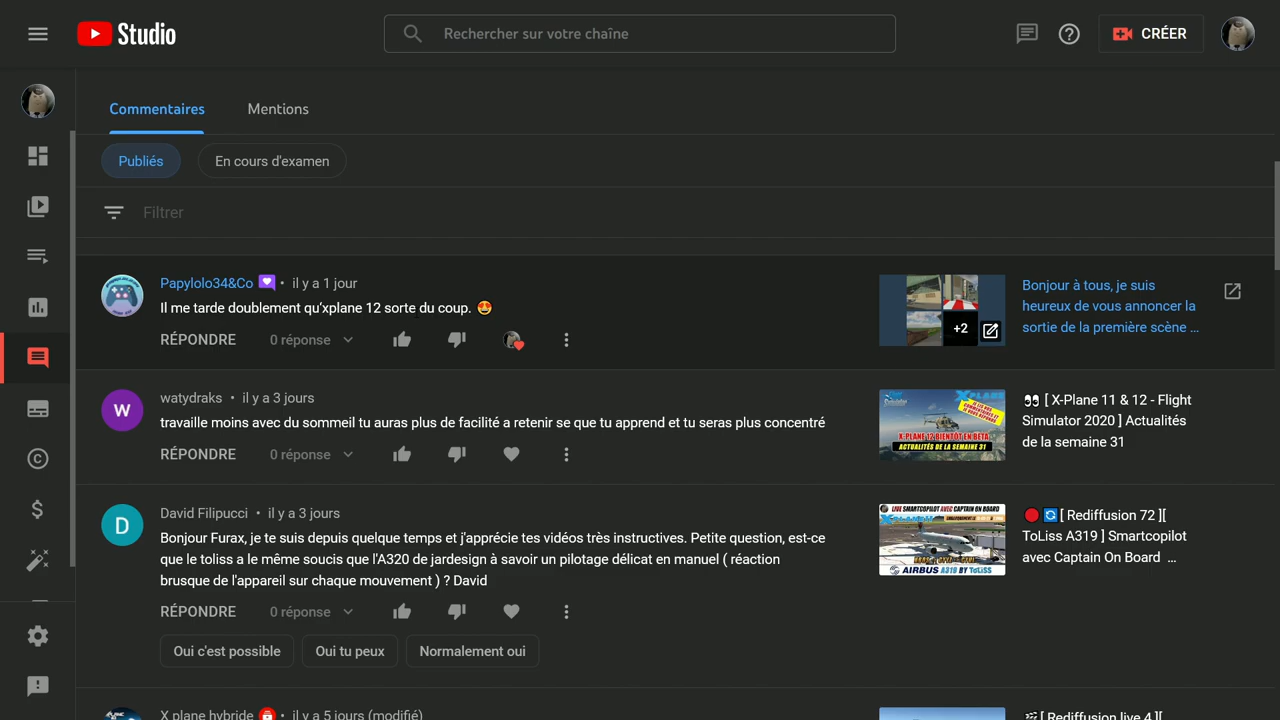 Studio
Rechercher sur votre chaîne
CRÉER
Commentaires
Mentions
Publiés
En cours d'examen
Filtrer
Papylolo34&Co • il y a 1 jour
Il me tarde doublement qu'xplane 12 sorte du coup. 🤩
RÉPONDRE
0 réponse
+2
Bonjour à tous, je suis
heureux de vous annoncer la
sortie de la première scène ...
W
watydraks • il y a 3 jours
travaille moins avec du sommeil tu auras plus de facilité a retenir se que tu apprend et tu seras plus concentré
RÉPONDRE
0 réponse
X-PLANE 12 BIENTÔT EN BETA
ACTUALITÉS DE LA SEMAINE 31
👀 [ X-Plane 11 & 12 - Flight
Simulator 2020 ] Actualités
de la semaine 31
D
David Filipucci • il y a 3 jours
Bonjour Furax, je te suis depuis quelque temps et j'apprécie tes vidéos très instructives. Petite question, est-ce
que le toliss a le même soucis que l'A320 de jardesign à savoir un pilotage délicat en manuel ( réaction
brusque de l'appareil sur chaque mouvement ) ? David
RÉPONDRE
0 réponse
Oui c'est possible
Oui tu peux
Normalement oui
LIVE SMARTCOPILOT AVEC CAPTAIN ON BOARD
AIRBUS A319 BY TOLISS
🔴🔄[ Rediffusion 72 ][
ToLiss A319 ] Smartcopilot
avec Captain On Board ...
X plane hybride • il y a 5 jours (modifié)
🎬[ Rediffusion live 4 ][